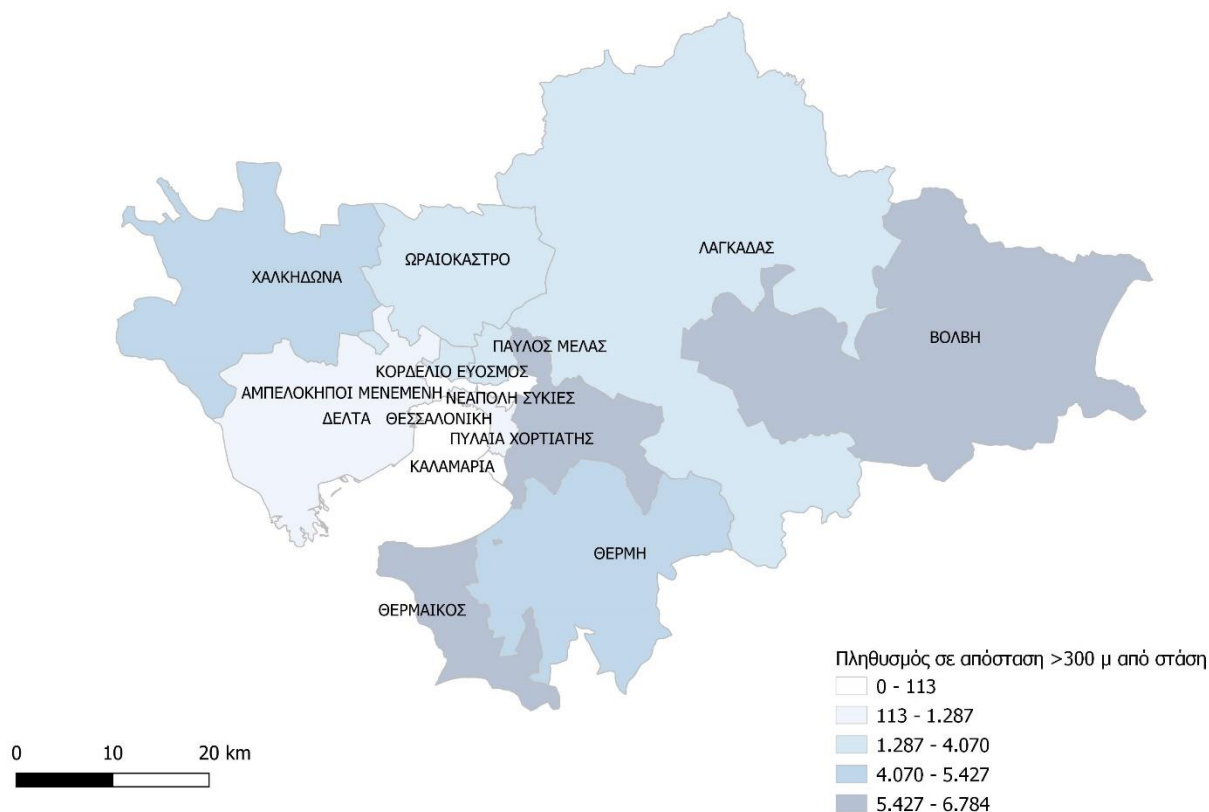 ΛΑΓΚΑΔΑΣ
ΩΡΑΙΟΚΑΣΤΡΟ
ΧΑΛΚΗΔΩΝΑ
ΒΟΛΒΗ
ΠΑΥΛΟΣ ΜΕΛΑΣ
ΚΟΡΔΕΛΙΟ ΕΥΟΣΜΟΣ
ΑΜΠΕΛΟΚΗΠΟΙ ΜΕΝΕΜΕΝΗ
ΝΕΑΠΟΛΗ ΣΥΚΙΕΣ
ΔΕΛΤΑ
ΘΕΣΣΑΛΟΝΙΚΗ
ΠΥΛΑΙΑ ΧΟΡΤΙΑΤΗΣ
ΚΑΛΑΜΑΡΙΑ
ΘΕΡΜΗ
ΘΕΡΜΑΙΚΟΣ
Πληθυσμός σε απόσταση >300 μ από στάση
0 - 113
113 - 1.287
1.287 - 4.070
4.070 - 5.427
5.427 - 6.784
0 10 20 km